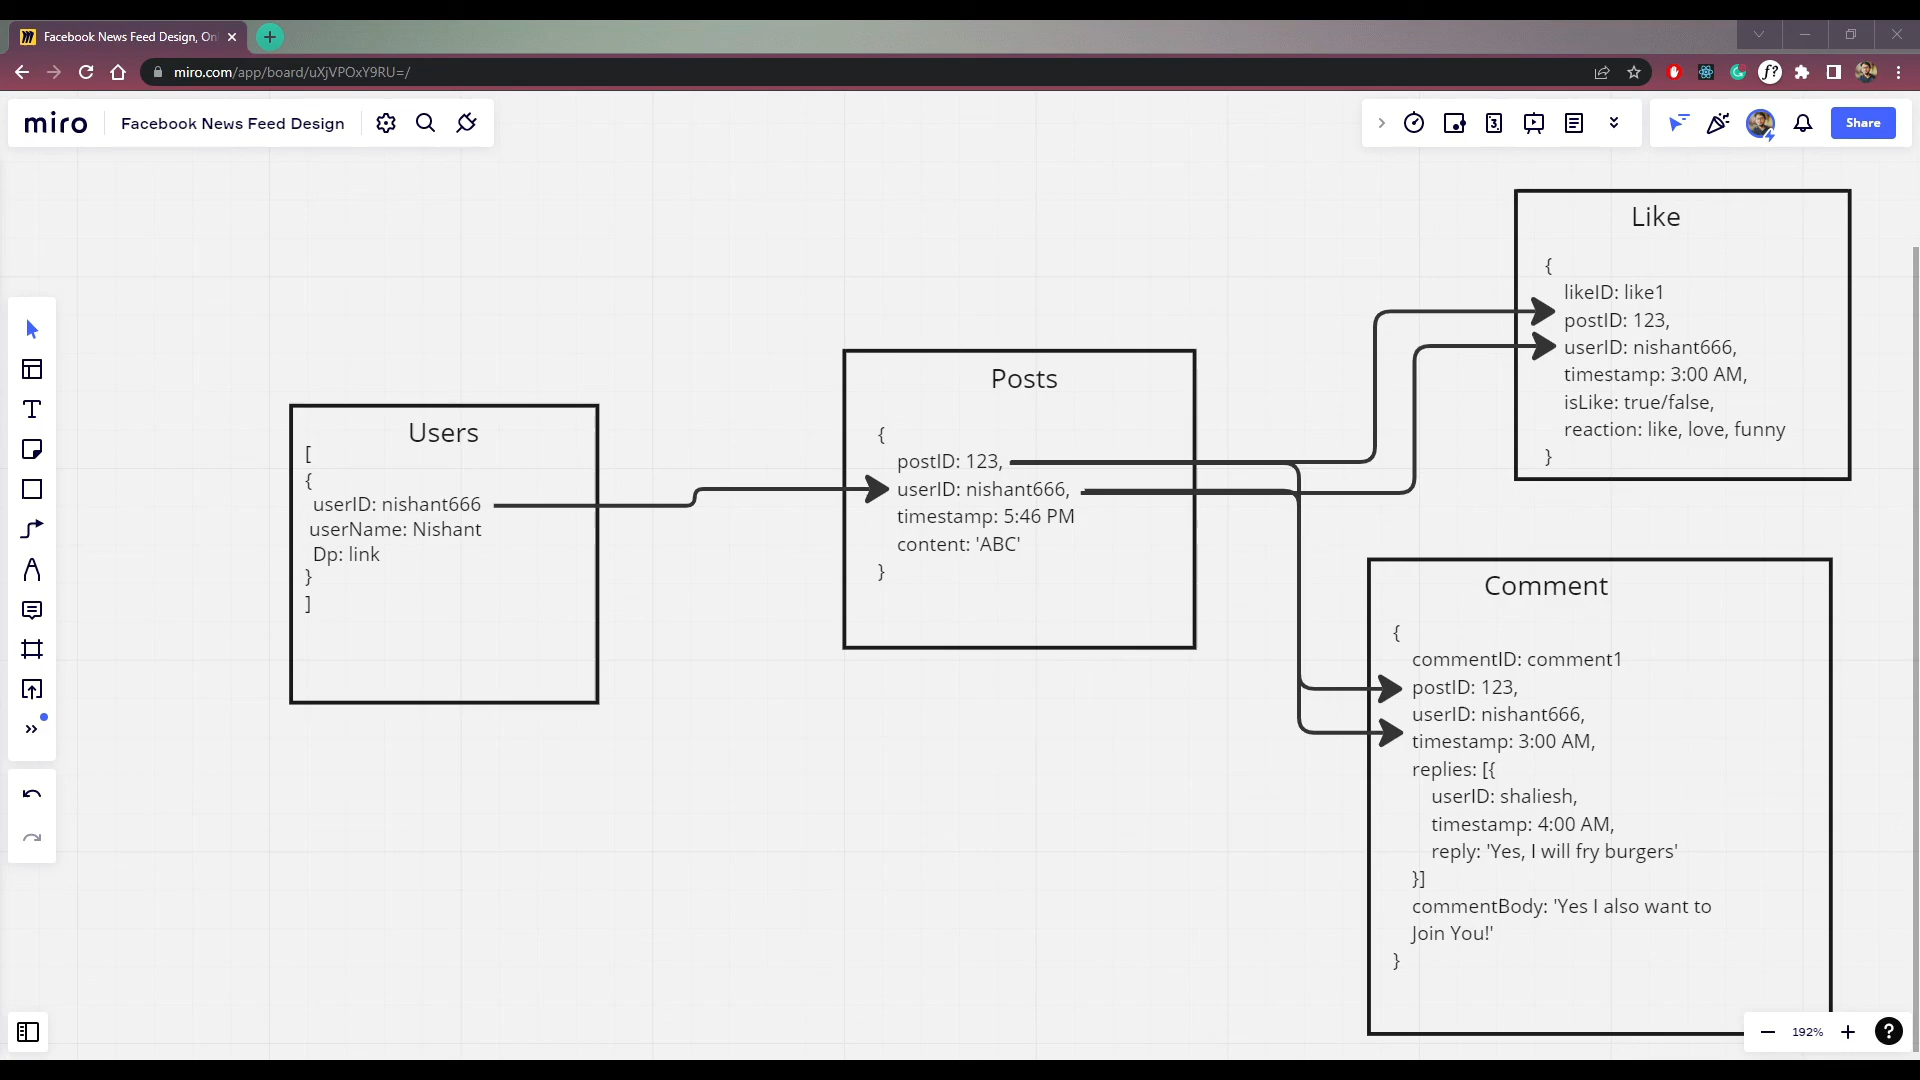 Facebook News Feed Design, Onl
miro.com/app/board/uXjVPOxY9RU=/
miro
Facebook News Feed Design
Share
Like
{
likeID: like1
postID: 123,
userID: nishant666,
timestamp: 3:00 AM,
isLike: true/false,
reaction: like, love, funny
}
Posts
{
postID: 123,
userID: nishant666,
timestamp: 5:46 PM
content: 'ABC'
}
Users
[
{
userID: nishant666
userName: Nishant
Dp: link
}
]
Comment
{
commentID: comment1
postID: 123,
userID: nishant666,
timestamp: 3:00 AM,
replies: [{
userID: shaliesh,
timestamp: 4:00 AM,
reply: 'Yes, I will fry burgers'
}]
commentBody: 'Yes I also want to
Join You!'
}
192%